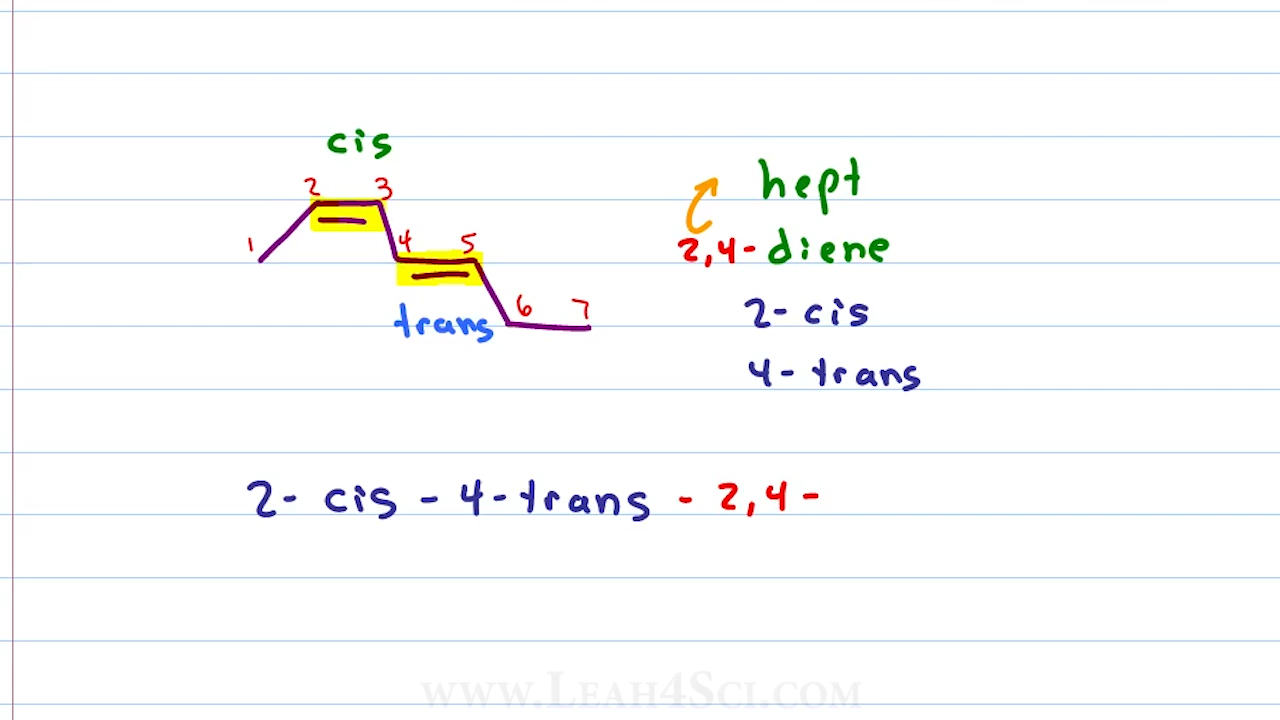 cis
2 3
hept
1
4 5
2,4- diene
6 7
trans
2- cis
4- trans
2- cis - 4- trans - 2,4-
www.Leah4Sci.com